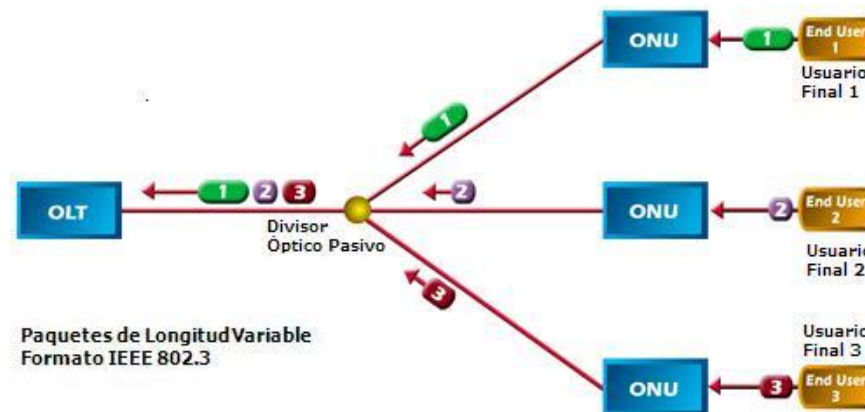 ONU
1
End User
1
Usuario
Final 1
1
OLT
1 2 3
Divisor
Óptico Pasivo
2
ONU
2
End User
2
Usuario
Final 2
3
Paquetes de Longitud Variable
Formato IEEE 802.3
Usuario
Final 3
ONU
3
End User
3